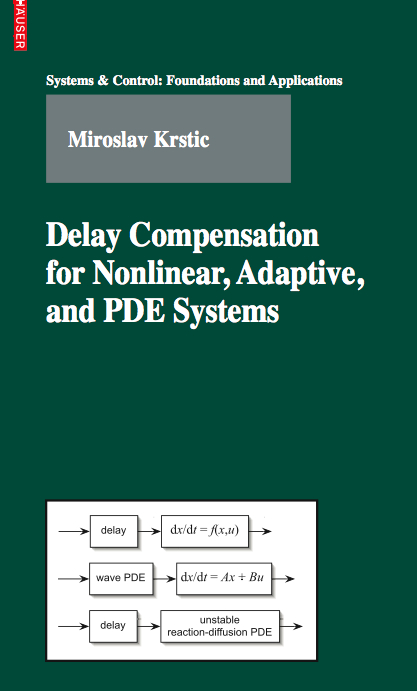 HAUSER
Systems & Control: Foundations and Applications
Miroslav Krstic
Delay Compensation
for Nonlinear, Adaptive,
and PDE Systems
delay dx/dt = f(x,u)
wave PDE dx/dt = Ax + Bu
delay unstable
reaction-diffusion PDE